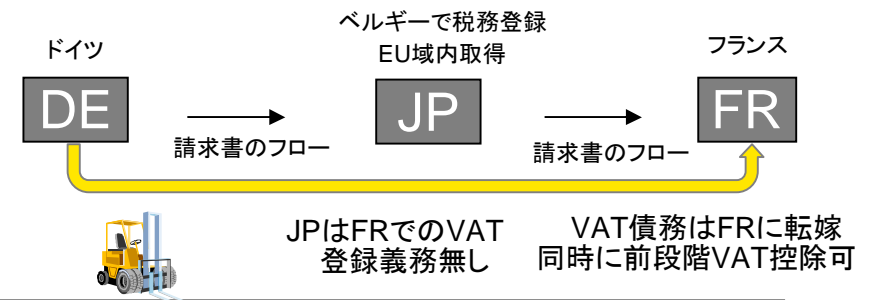 ベルギーで税務登録
EU域内取得
ドイツ
フランス
DE
JP
FR
請求書のフロー
請求書のフロー
JPはFRでのVAT
登録義務無し
VAT債務はFRに転嫁
同時に前段階VAT控除可